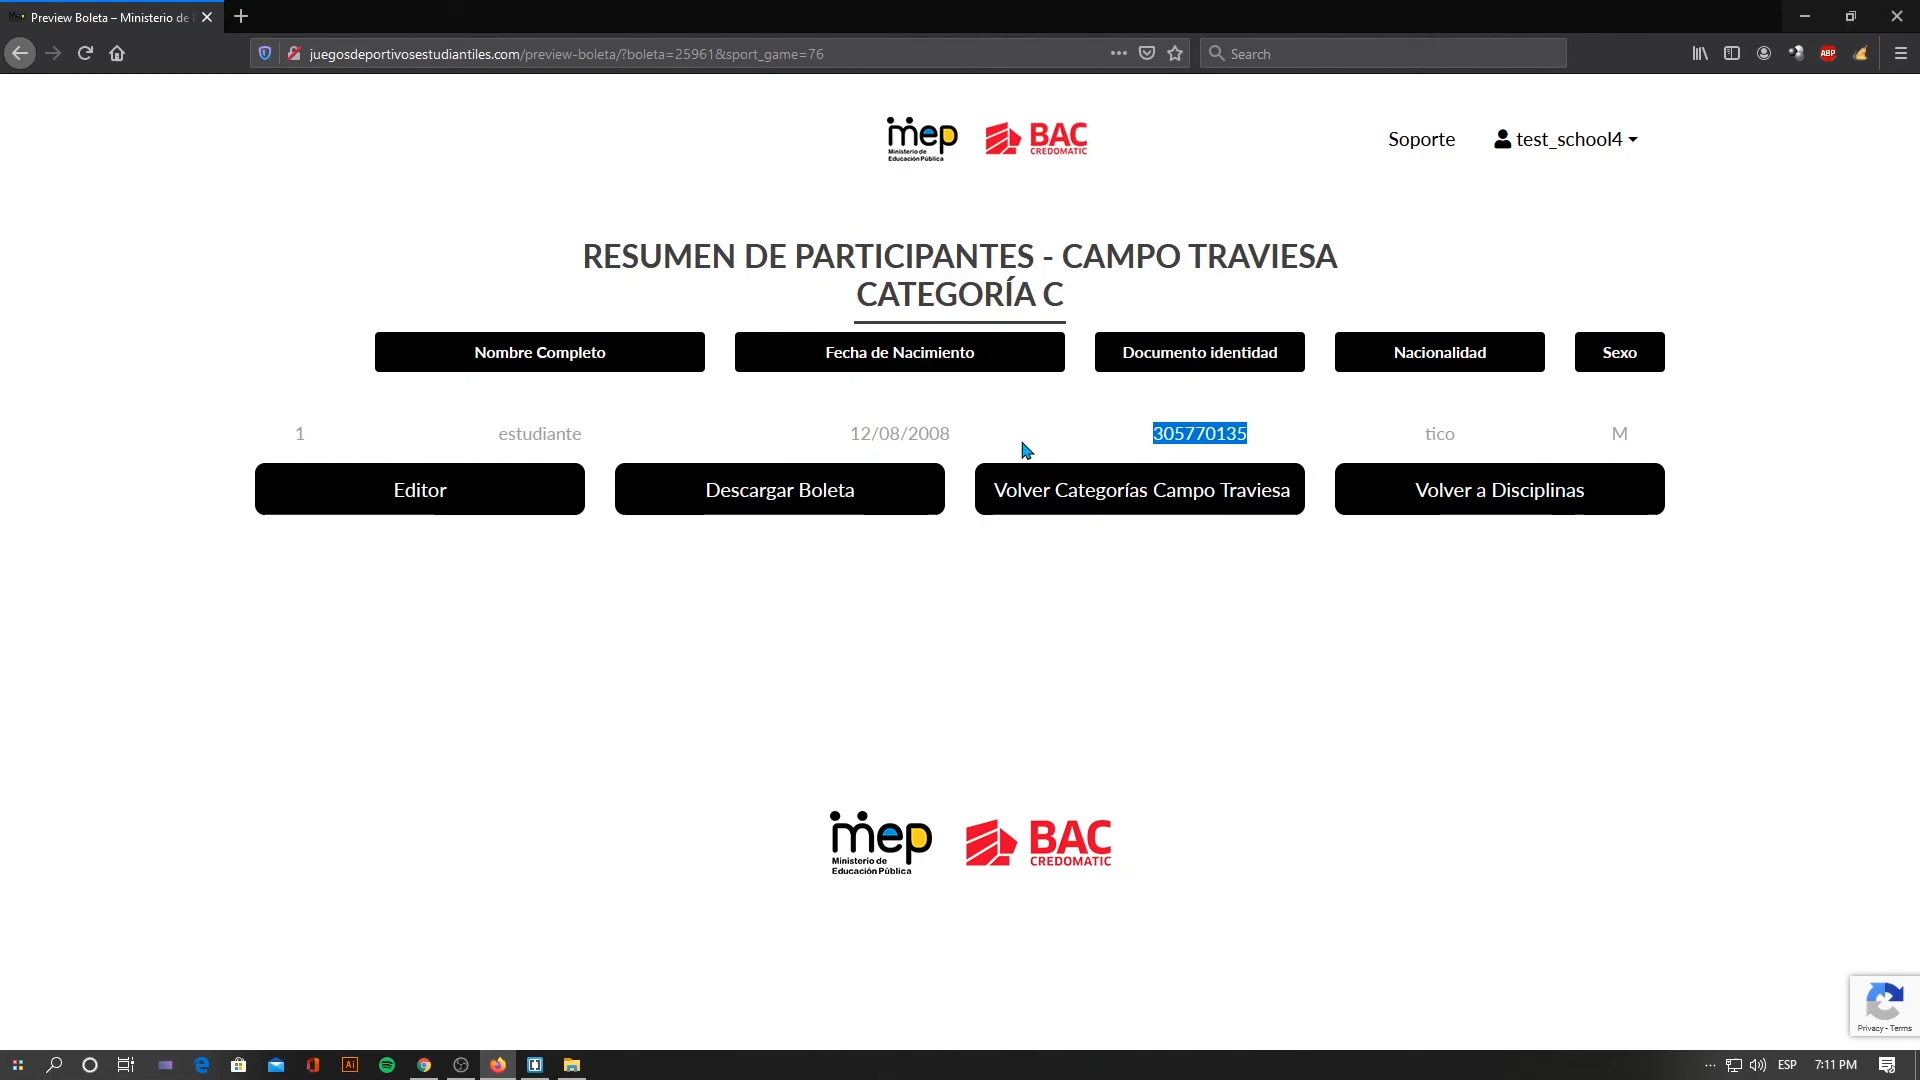 Preview Boleta – Ministerio de
juegosdeportivosestudiantiles.com/preview-boleta/?boleta=25961&sport_game=76
Search
ABP
mep
Ministerio de
Educación Pública
BAC
CREDOMATIC
Soporte
test_school4
RESUMEN DE PARTICIPANTES - CAMPO TRAVIESA
CATEGORÍA C
Nombre Completo
Fecha de Nacimiento
Documento identidad
Nacionalidad
Sexo
1
estudiante
12/08/2008
305770135
tico
M
Editor
Descargar Boleta
Volver Categorías Campo Traviesa
Volver a Disciplinas
mep
Ministerio de
Educación Pública
BAC
CREDOMATIC
Privacy - Terms
Ai
ESP
7:11 PM